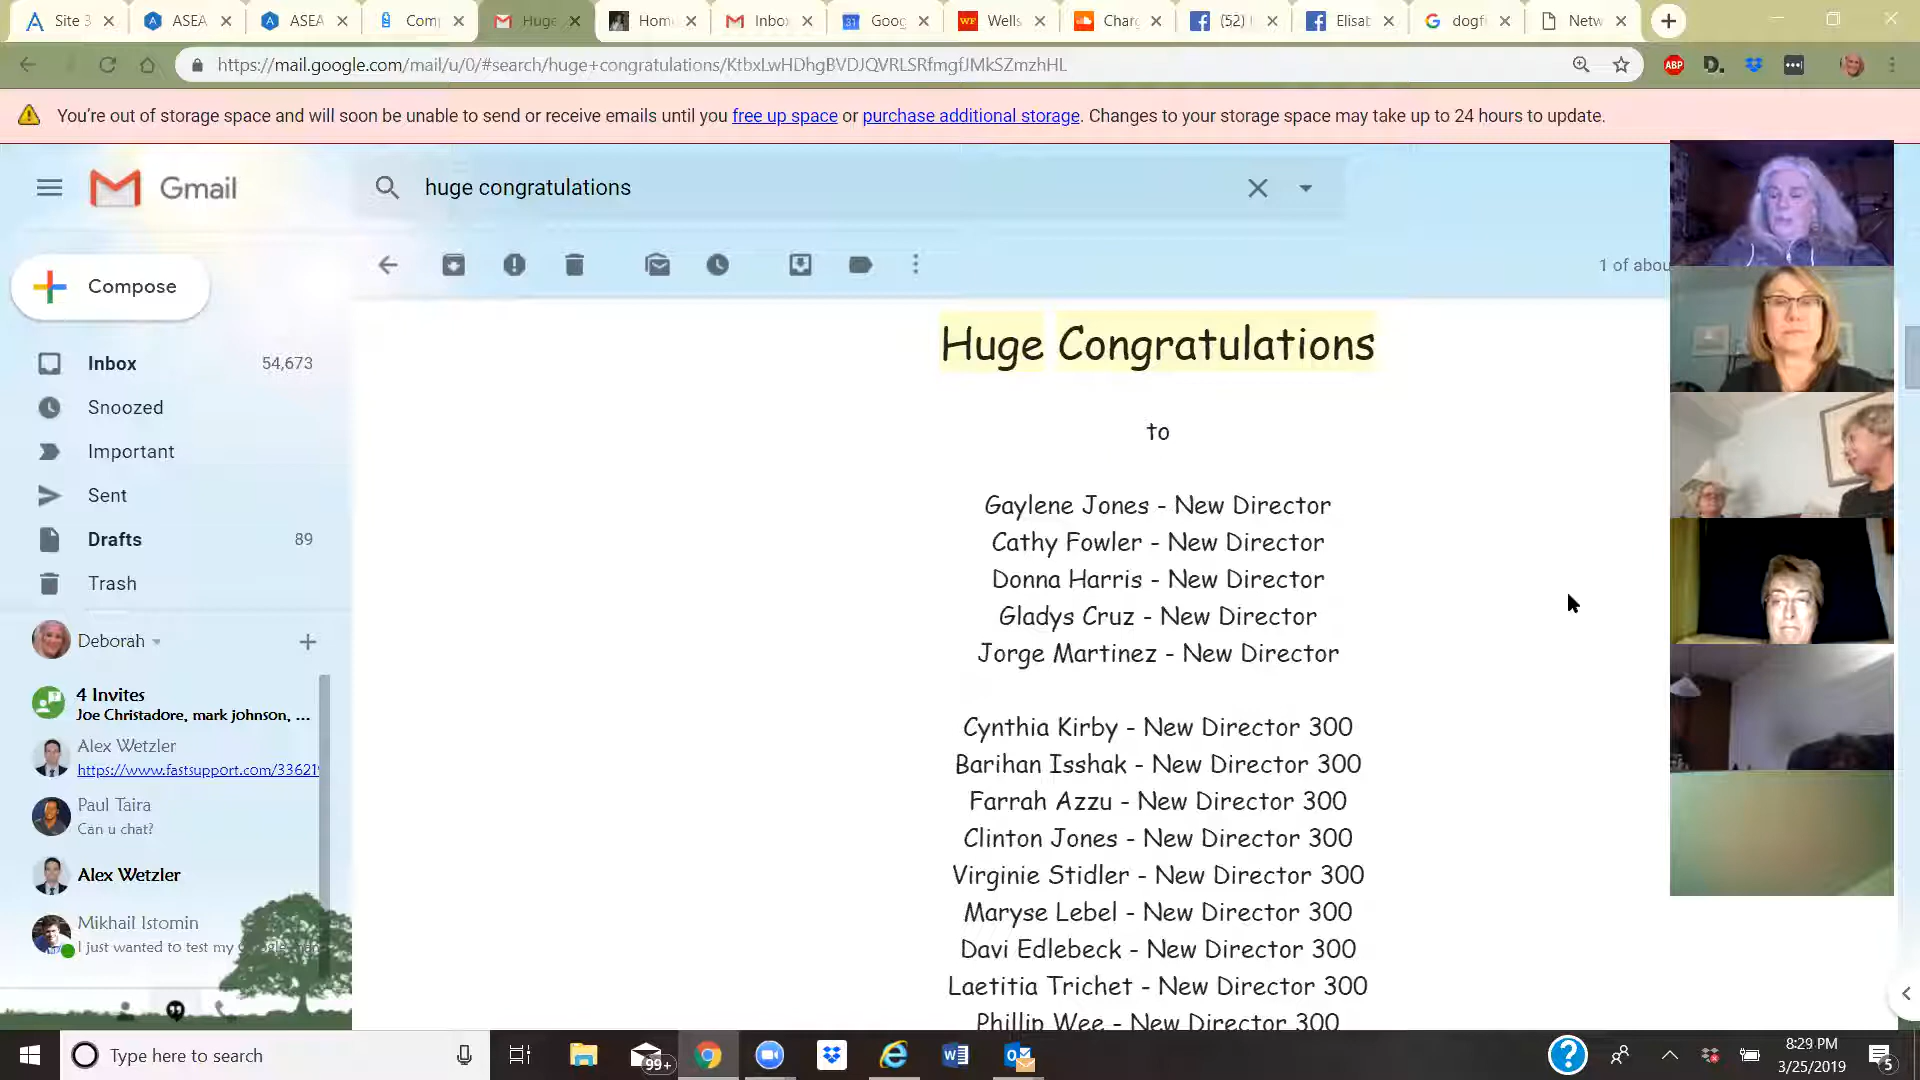 Site 3
ASEA
ASEA
Com
Huge
Hom
Inbo
Goog
Wells
Charg
(52)
Elisab
dogfi
Netw
https://mail.google.com/mail/u/0/#search/huge+congratulations/KtbxLwHDhgBVDJQVRLSRfmgfJMkSZmzhHL
ABP
You're out of storage space and will soon be unable to send or receive emails until you free up space or purchase additional storage. Changes to your storage space may take up to 24 hours to update.
Gmail
huge congratulations
Compose
1 of abou
Inbox 54,673
Snoozed
Important
Sent
Drafts 89
Trash
Deborah
4 Invites
Joe Christadore, mark johnson, ...
Alex Wetzler
https://www.fastsupport.com/33621
Paul Taira
Can u chat?
Alex Wetzler
Mikhail Istomin
I just wanted to test my Google
Huge Congratulations
to
Gaylene Jones - New Director
Cathy Fowler - New Director
Donna Harris - New Director
Gladys Cruz - New Director
Jorge Martinez - New Director
Cynthia Kirby - New Director 300
Barihan Isshak - New Director 300
Farrah Azzu - New Director 300
Clinton Jones - New Director 300
Virginie Stidler - New Director 300
Maryse Lebel - New Director 300
Davi Edlebeck - New Director 300
Laetitia Trichet - New Director 300
Phillip Wee - New Director 300
Type here to search
99+
8:29 PM
3/25/2019
5